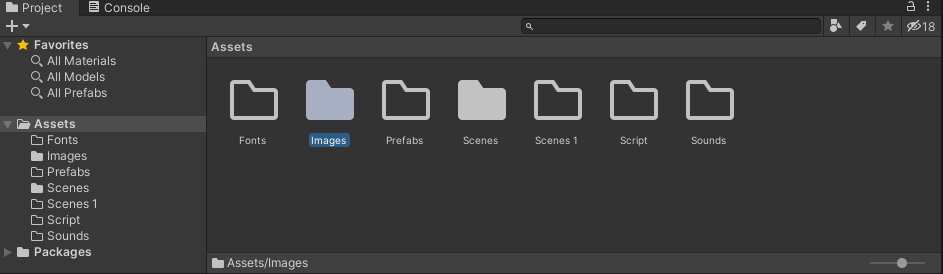 Project
Console
18
Favorites
All Materials
All Models
All Prefabs
Assets
Fonts
Images
Prefabs
Scenes
Scenes 1
Script
Sounds
Packages
Assets
Fonts Images Prefabs Scenes Scenes 1 Script Sounds
Assets/Images